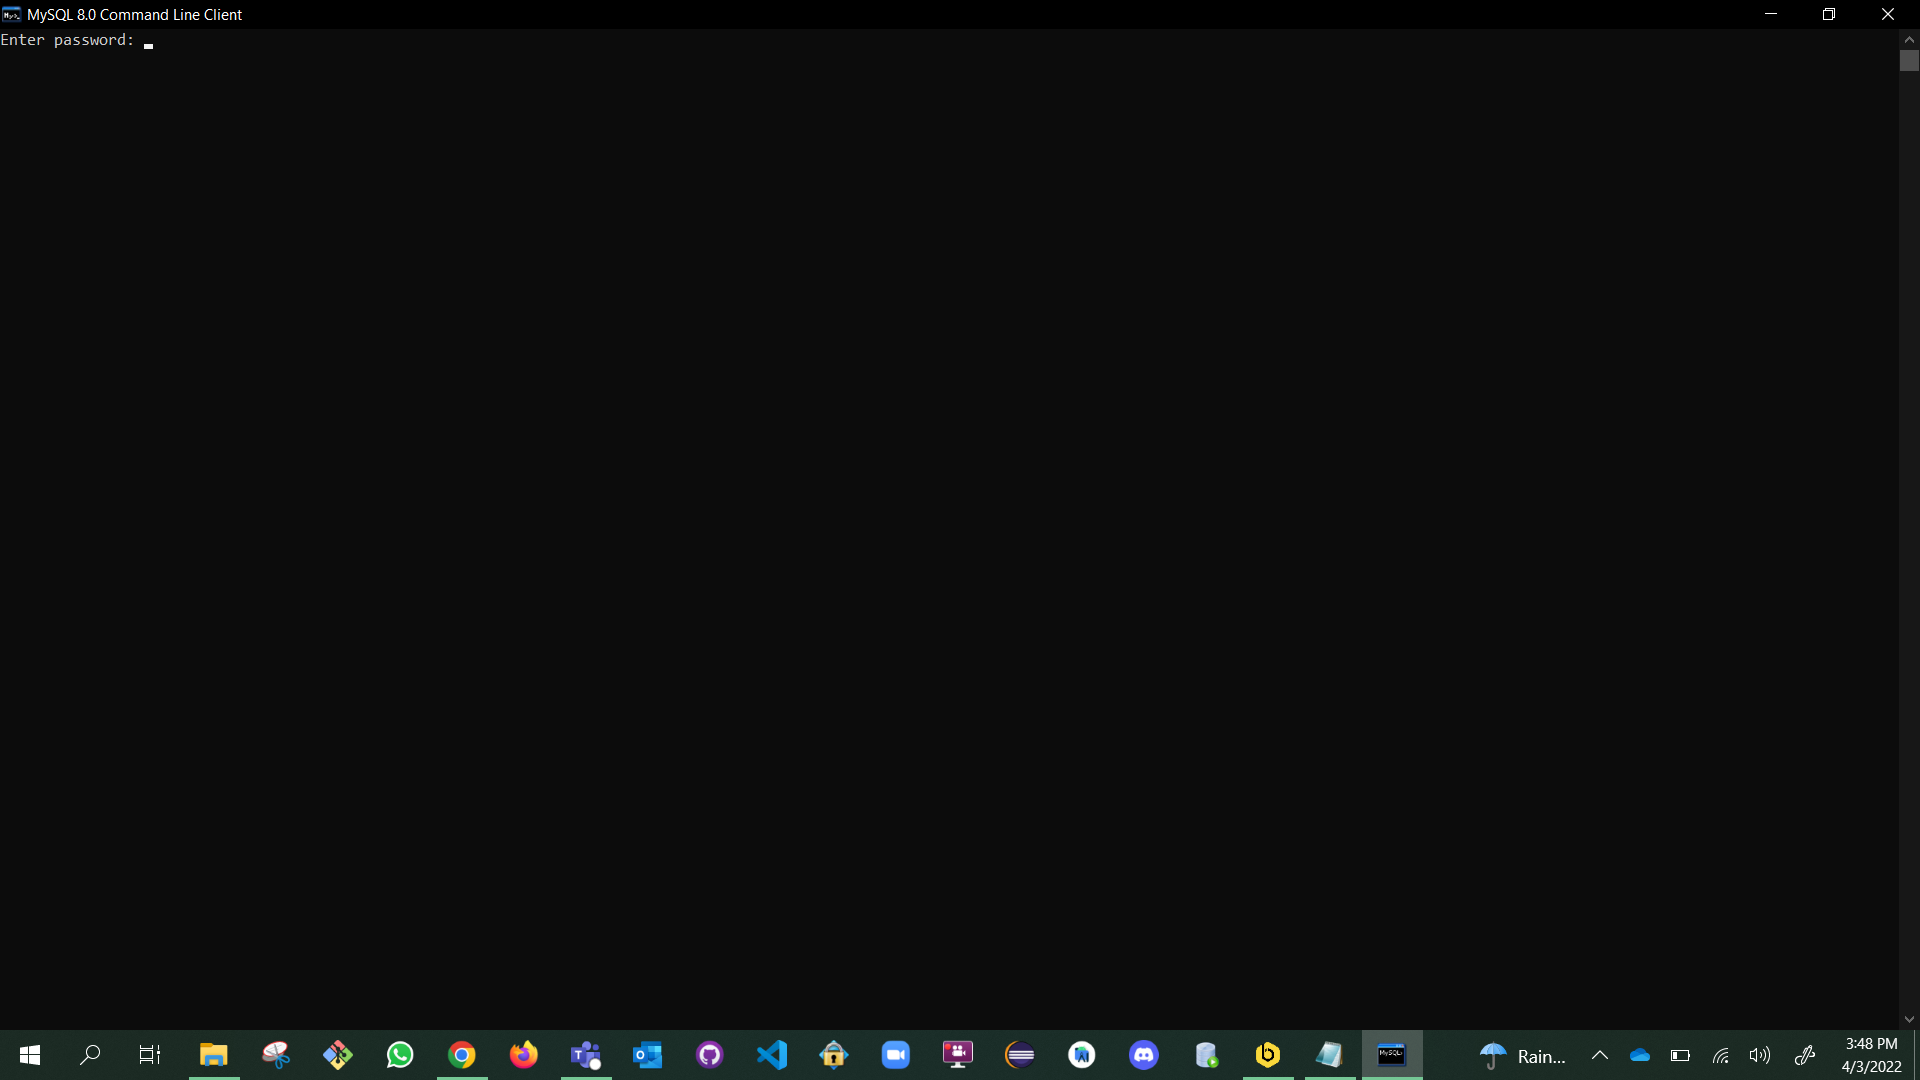 MySQL 8.0 Command Line Client
Enter password:
Rain...
3:48 PM
4/3/2022